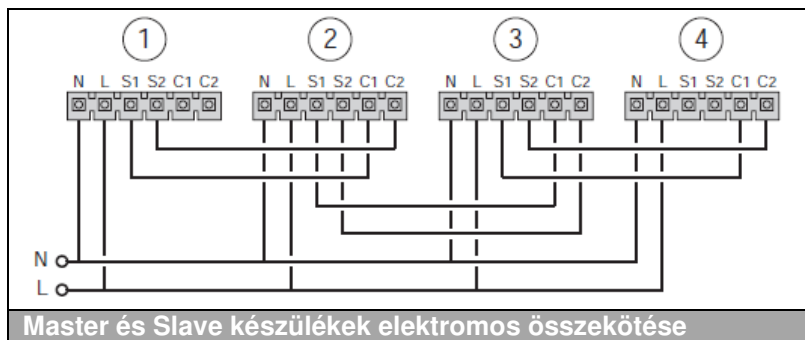 1 2 3 4
N L S1 S2 C1 C2 N L S1 S2 C1 C2 N L S1 S2 C1 C2 N L S1 S2 C1 C2
N
L
Master és Slave készülékek elektromos összekötése